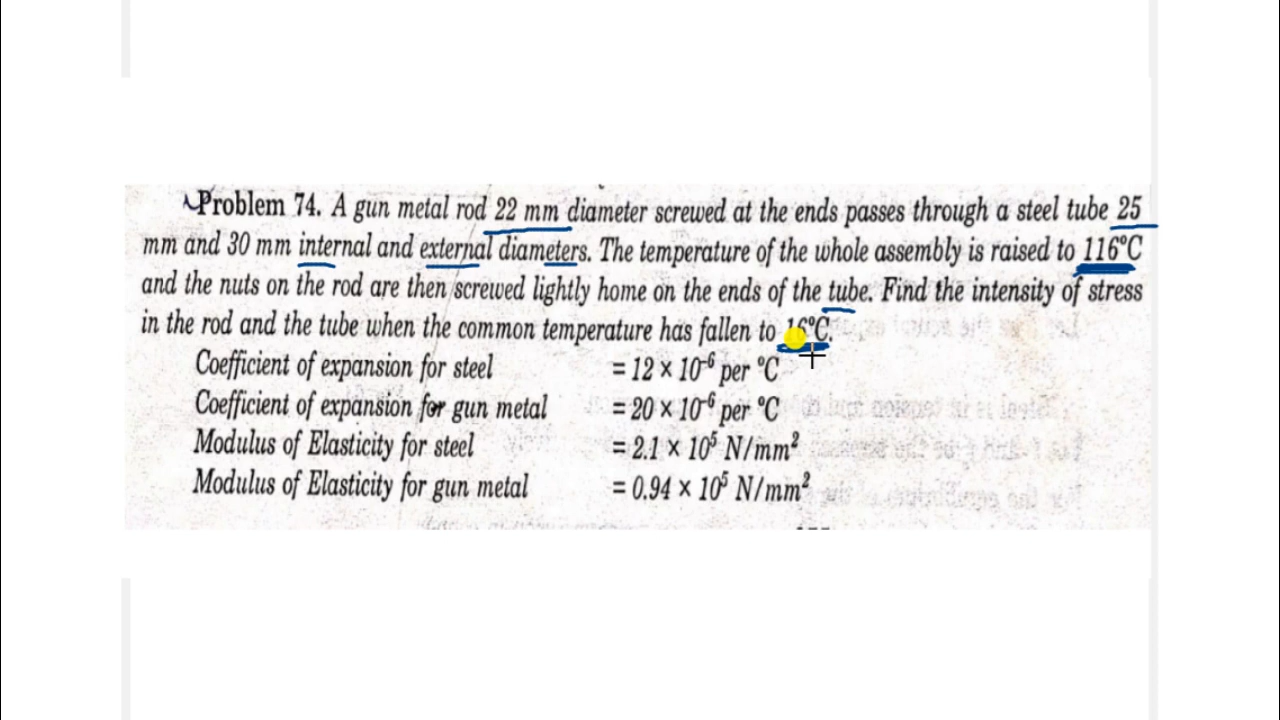 Problem 74. A gun metal rod 22 mm diameter screwed at the ends passes through a steel tube 25
mm and 30 mm internal and external diameters. The temperature of the whole assembly is raised to 116°C
and the nuts on the rod are then screwed lightly home on the ends of the tube. Find the intensity of stress
in the rod and the tube when the common temperature has fallen to 16°C.
Coefficient of expansion for steel = 12 × 10⁻⁶ per °C
Coefficient of expansion for gun metal = 20 × 10⁻⁶ per °C
Modulus of Elasticity for steel = 2.1 × 10⁵ N/mm²
Modulus of Elasticity for gun metal = 0.94 × 10⁵ N/mm²